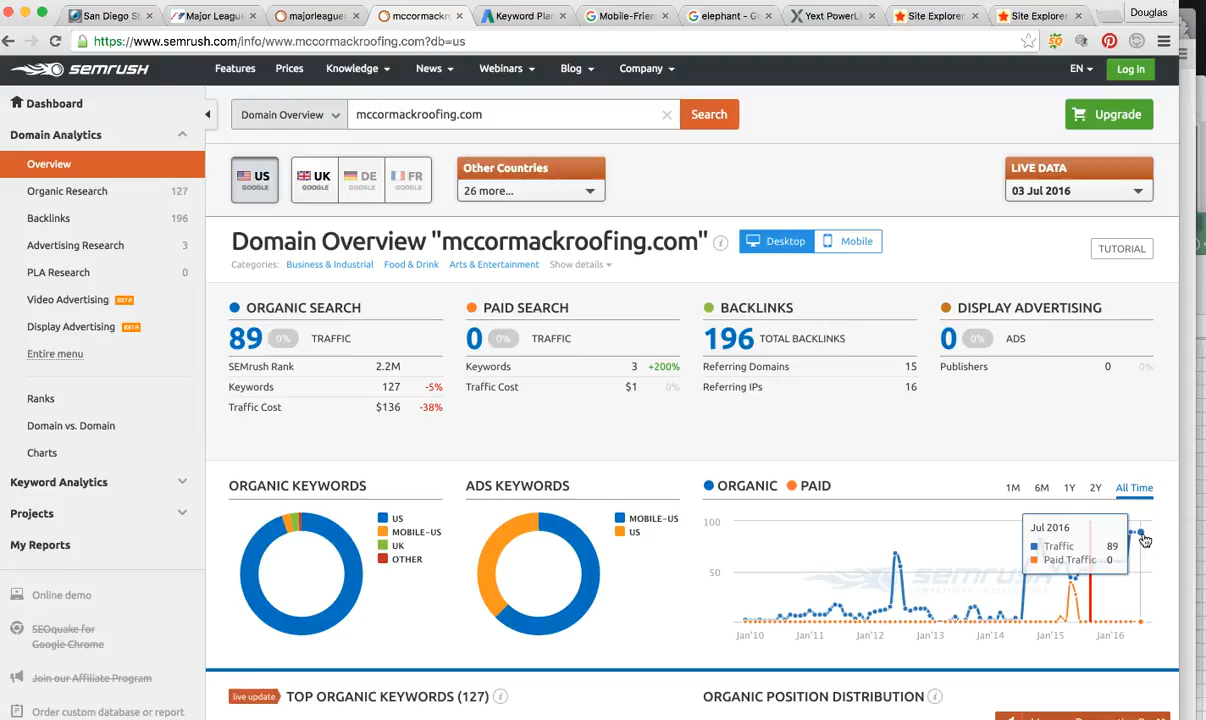 San Diego S
Major Leagu
majorleaguer
mccormackr
Keyword Plan
Mobile-Frien
elephant - G
Yext PowerLi
Site Explorer
Site Explorer
Douglas
https://www.semrush.com/info/www.mccormackroofing.com?db=us
SEMRUSH
Features
Prices
Knowledge
News
Webinars
Blog
Company
EN
Log in
Dashboard
Domain Analytics
Overview
Organic Research 127
Backlinks 196
Advertising Research 3
PLA Research 0
Video Advertising BETA
Display Advertising BETA
Entire menu
Ranks
Domain vs. Domain
Charts
Keyword Analytics
Projects
My Reports
Online demo
SEOquake for
Google Chrome
Join our Affiliate Program
Order custom database or report
Domain Overview
mccormackroofing.com
Search
Upgrade
US
GOOGLE
UK
GOOGLE
DE
GOOGLE
FR
GOOGLE
Other Countries
26 more...
LIVE DATA
03 Jul 2016
Domain Overview "mccormackroofing.com"
Desktop
Mobile
TUTORIAL
Categories: Business & Industrial Food & Drink Arts & Entertainment Show details
ORGANIC SEARCH
89 0% TRAFFIC
SEMrush Rank 2.2M
Keywords 127 -5%
Traffic Cost $136 -38%
PAID SEARCH
0 0% TRAFFIC
Keywords 3 +200%
Traffic Cost $1 0%
BACKLINKS
196 TOTAL BACKLINKS
Referring Domains 15
Referring IPs 16
DISPLAY ADVERTISING
0 0% ADS
Publishers 0 0%
ORGANIC KEYWORDS
US
MOBILE-US
UK
OTHER
ADS KEYWORDS
MOBILE-US
US
ORGANIC PAID
1M 6M 1Y 2Y All Time
100
50
Jul 2016
Traffic 89
Paid Traffic 0
semrush
Jan'10 Jan'11 Jan'12 Jan'13 Jan'14 Jan'15 Jan'16
live update TOP ORGANIC KEYWORDS (127)
ORGANIC POSITION DISTRIBUTION